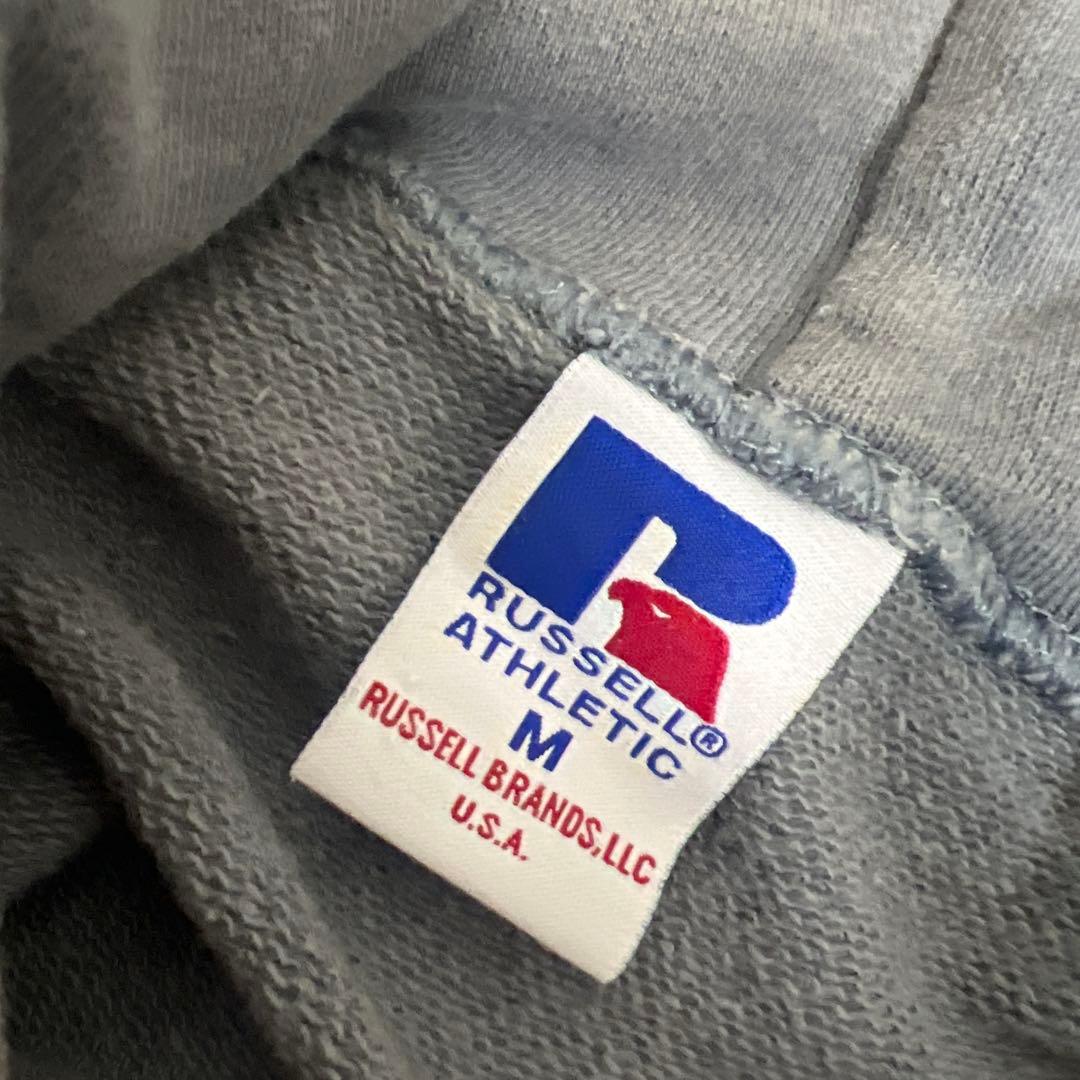 RUSSELL®
ATHLETIC
M
RUSSELL BRANDS, LLC
U.S.A.